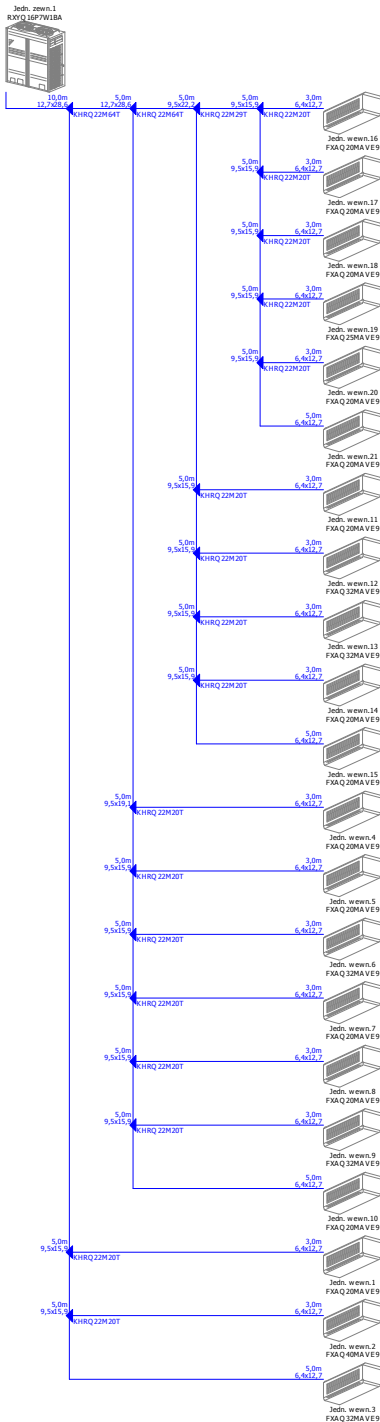 Jedn. zewn.1
RXYQ16P7W1BA
10,0m 5,0m 5,0m 5,0m 3,0m
12,7x28,6 12,7x28,6 9,5x22,2 9,5x15,9 6,4x12,7
KHRQ22M64T KHRQ22M64T KHRQ22M29T KHRQ22M20T
Jedn. wewn.16
FXAQ20MAVE9
5,0m 3,0m
9,5x15,9 6,4x12,7
KHRQ22M20T
Jedn. wewn.17
FXAQ20MAVE9
5,0m 3,0m
9,5x15,9 6,4x12,7
KHRQ22M20T
Jedn. wewn.18
FXAQ20MAVE9
5,0m 3,0m
9,5x15,9 6,4x12,7
KHRQ22M20T
Jedn. wewn.19
FXAQ25MAVE9
5,0m 3,0m
9,5x15,9 6,4x12,7
KHRQ22M20T
Jedn. wewn.20
FXAQ20MAVE9
5,0m
6,4x12,7
Jedn. wewn.21
FXAQ20MAVE9
5,0m 3,0m
9,5x15,9 6,4x12,7
KHRQ22M20T
Jedn. wewn.11
FXAQ20MAVE9
5,0m 3,0m
9,5x15,9 6,4x12,7
KHRQ22M20T
Jedn. wewn.12
FXAQ32MAVE9
5,0m 3,0m
9,5x15,9 6,4x12,7
KHRQ22M20T
Jedn. wewn.13
FXAQ32MAVE9
5,0m 3,0m
9,5x15,9 6,4x12,7
KHRQ22M20T
Jedn. wewn.14
FXAQ20MAVE9
5,0m
6,4x12,7
Jedn. wewn.15
FXAQ20MAVE9
5,0m 3,0m
9,5x19,1 6,4x12,7
KHRQ22M20T
Jedn. wewn.4
FXAQ20MAVE9
5,0m 3,0m
9,5x15,9 6,4x12,7
KHRQ22M20T
Jedn. wewn.5
FXAQ20MAVE9
5,0m 3,0m
9,5x15,9 6,4x12,7
KHRQ22M20T
Jedn. wewn.6
FXAQ32MAVE9
5,0m 3,0m
9,5x15,9 6,4x12,7
KHRQ22M20T
Jedn. wewn.7
FXAQ20MAVE9
5,0m 3,0m
9,5x15,9 6,4x12,7
KHRQ22M20T
Jedn. wewn.8
FXAQ20MAVE9
5,0m 3,0m
9,5x15,9 6,4x12,7
KHRQ22M20T
Jedn. wewn.9
FXAQ32MAVE9
5,0m
6,4x12,7
Jedn. wewn.10
FXAQ20MAVE9
5,0m 3,0m
9,5x15,9 6,4x12,7
KHRQ22M20T
Jedn. wewn.1
FXAQ20MAVE9
5,0m 3,0m
9,5x15,9 6,4x12,7
KHRQ22M20T
Jedn. wewn.2
FXAQ40MAVE9
5,0m
6,4x12,7
Jedn. wewn.3
FXAQ32MAVE9